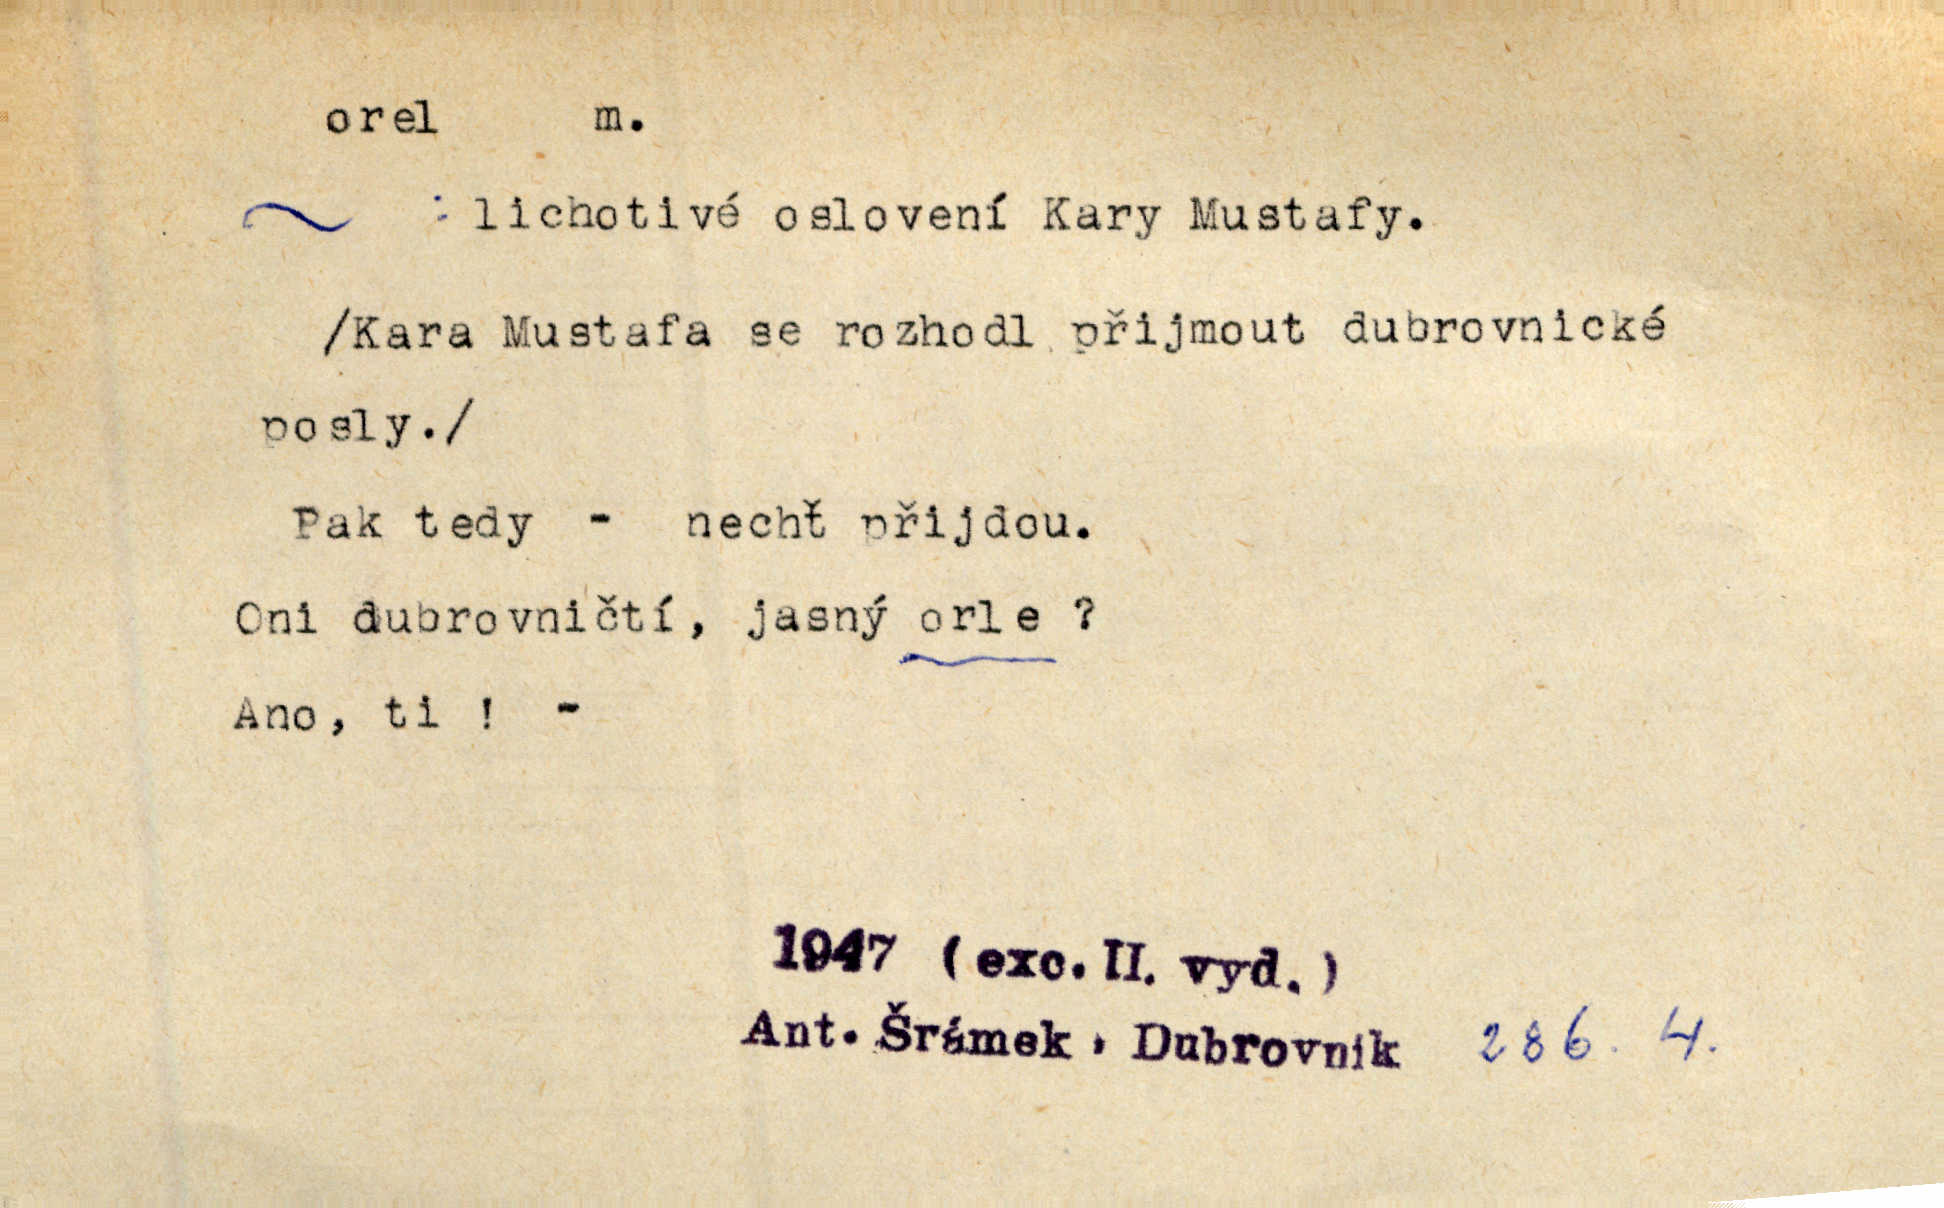 orel m.
~ : lichotivé oslovení Kary Mustafy.
/Kara Mustafa se rozhodl přijmout dubrovnické
posly./
Pak tedy - nechť přijdou.
Oni dubrovničtí, jasný orle ?
Ano, ti ! -
1947 (exc. II. vyd.)
Ant. Šrámek, Dubrovnik 286. 4.